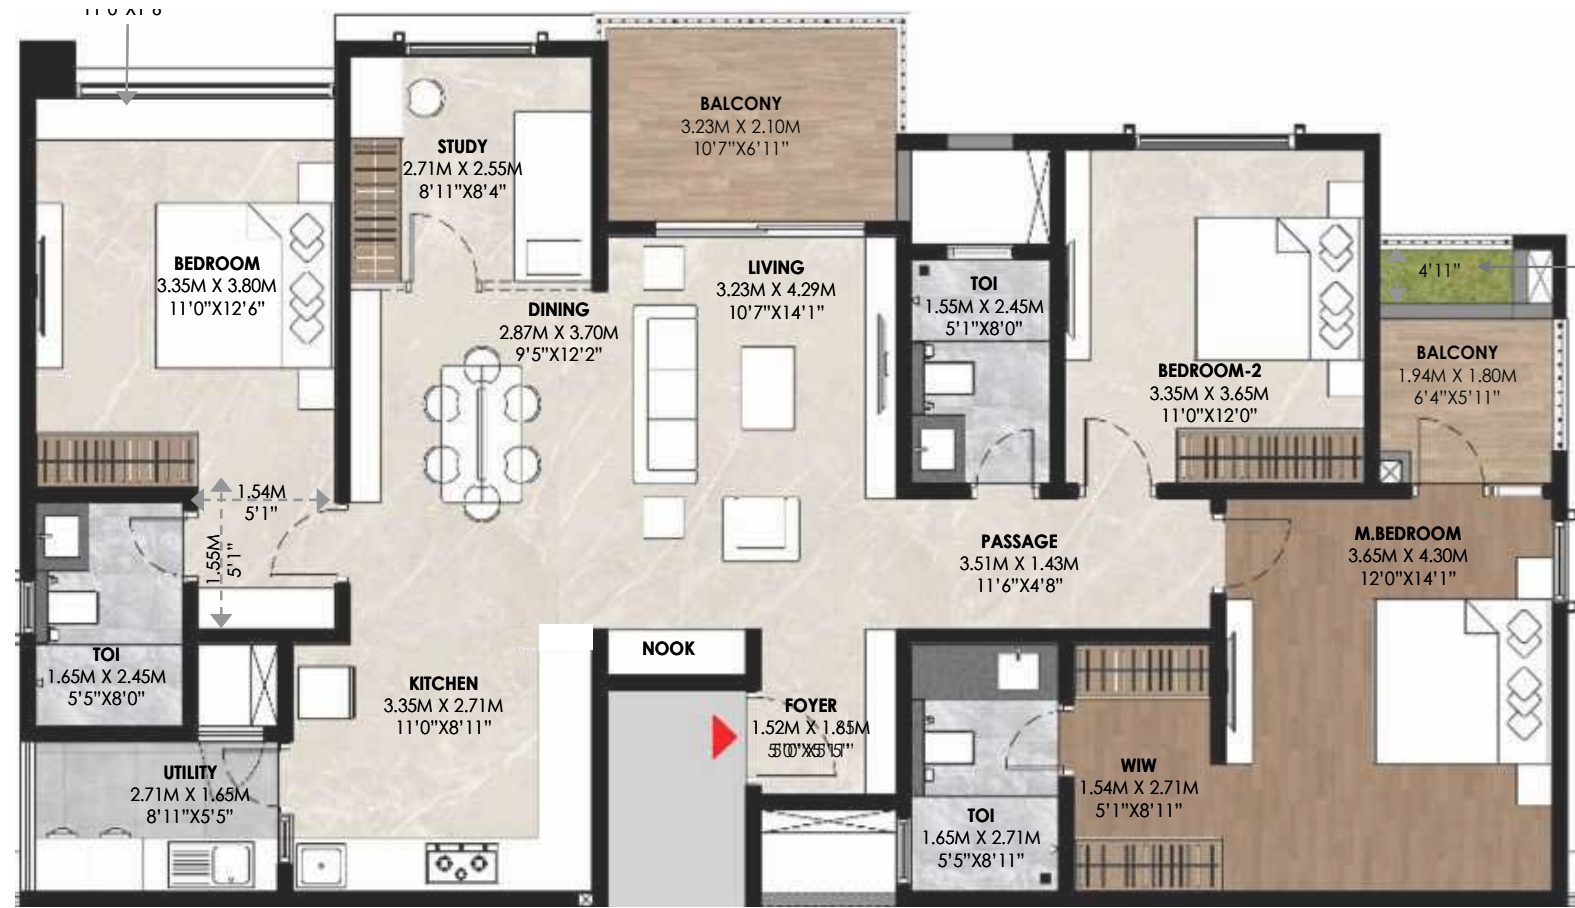 BALCONY
3.23M X 2.10M
10'7"X6'11"
STUDY
2.71M X 2.55M
8'11"X8'4"
BEDROOM
3.35M X 3.80M
11'0"X12'6"
LIVING
3.23M X 4.29M
10'7"X14'1"
TOI
1.55M X 2.45M
5'1"X8'0"
4'11"
DINING
2.87M X 3.70M
9'5"X12'2"
BEDROOM-2
3.35M X 3.65M
11'0"X12'0"
BALCONY
1.94M X 1.80M
6'4"X5'11"
1.54M
5'1"
1.55M
5'1"
PASSAGE
3.51M X 1.43M
11'6"X4'8"
M.BEDROOM
3.65M X 4.30M
12'0"X14'1"
TOI
1.65M X 2.45M
5'5"X8'0"
NOOK
KITCHEN
3.35M X 2.71M
11'0"X8'11"
FOYER
1.52M X
UTILITY
2.71M X 1.65M
8'11"X5'5"
WIW
1.54M X 2.71M
5'1"X8'11"
TOI
1.65M X 2.71M
5'5"X8'11"